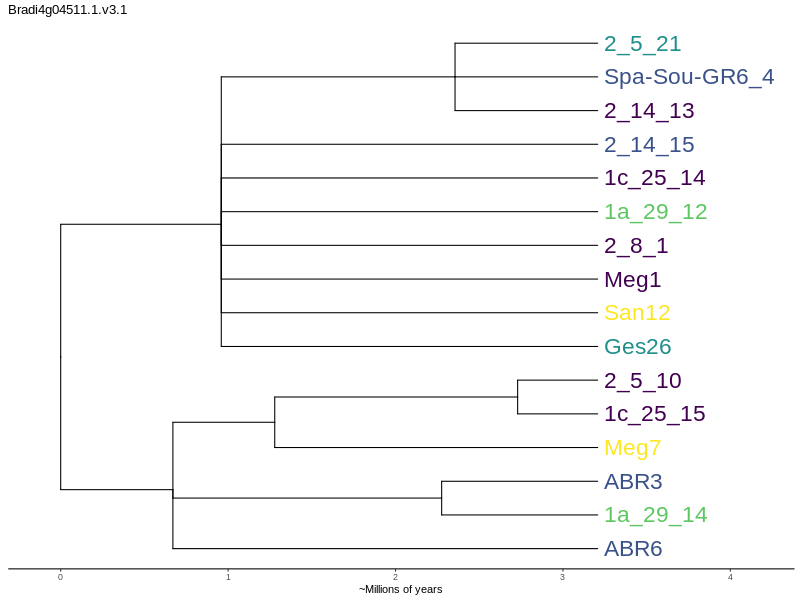 Bradi4g04511.1.v3.1
2_5_21
Spa-Sou-GR6_4
2_14_13
2_14_15
1c_25_14
1a_29_12
2_8_1
Meg1
San12
Ges26
2_5_10
1c_25_15
Meg7
ABR3
1a_29_14
ABR6
0 1 2 3 4
~Millions of years